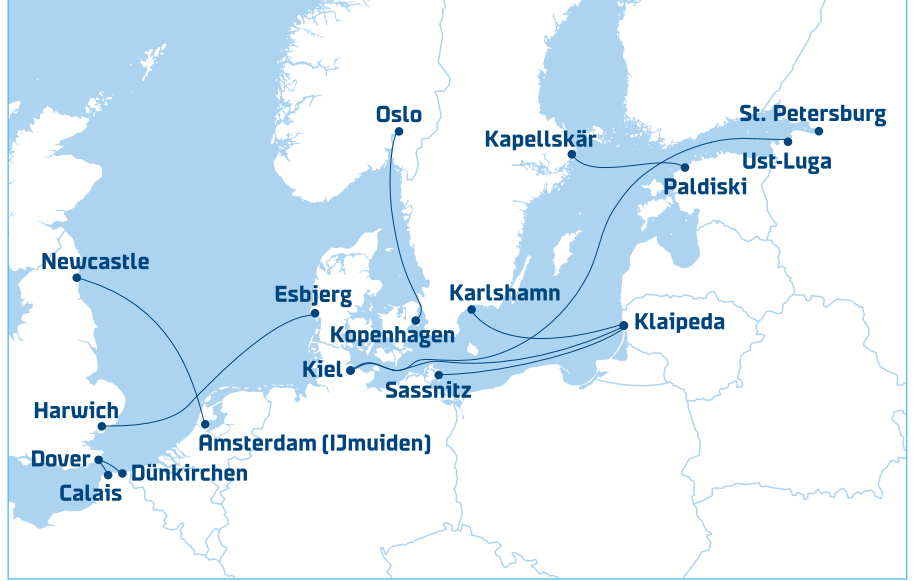 Oslo
St. Petersburg
Kapellskär
Ust-Luga
Paldiski
Newcastle
Esbjerg
Karlshamn
Kopenhagen
Klaipeda
Kiel
Sassnitz
Harwich
Amsterdam (IJmuiden)
Dover
Dünkirchen
Calais